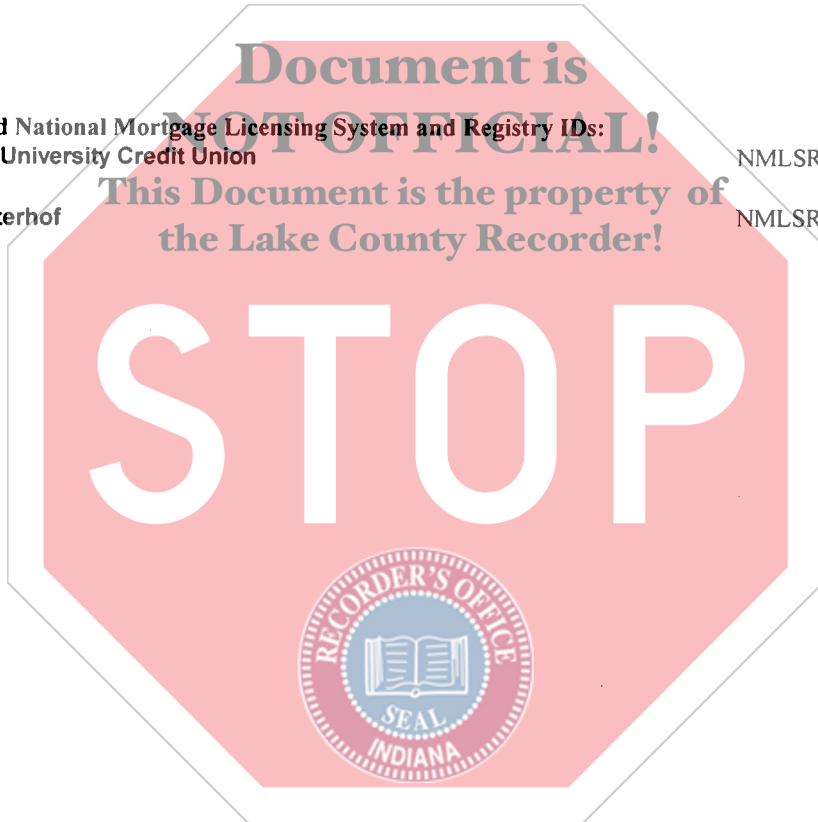 Document is
d National Mortgage Licensing System and Registry IDs:
NOT OFFICIAL!
University Credit Union NMLSR
This Document is the property of
terhof NMLSR
the Lake County Recorder!
STOP
RECORDER'S OFFICE
SEAL
INDIANA